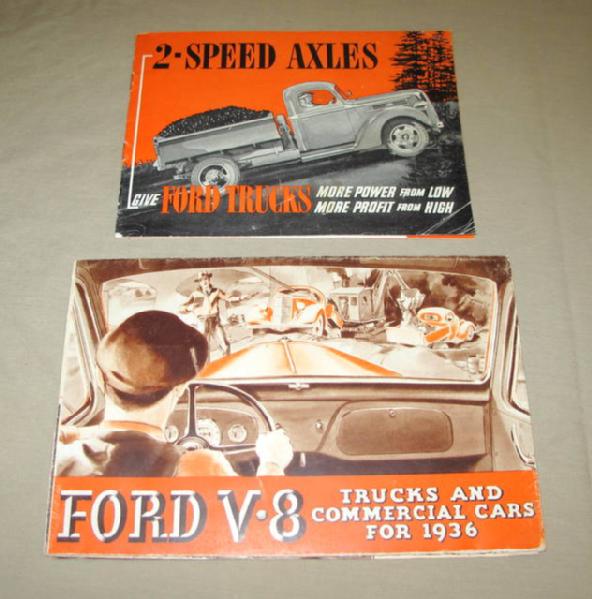 2-SPEED AXLES
GIVE FORD TRUCKS MORE POWER FROM LOW
MORE PROFIT FROM HIGH
FORD V·8
TRUCKS AND
COMMERCIAL CARS
FOR 1936